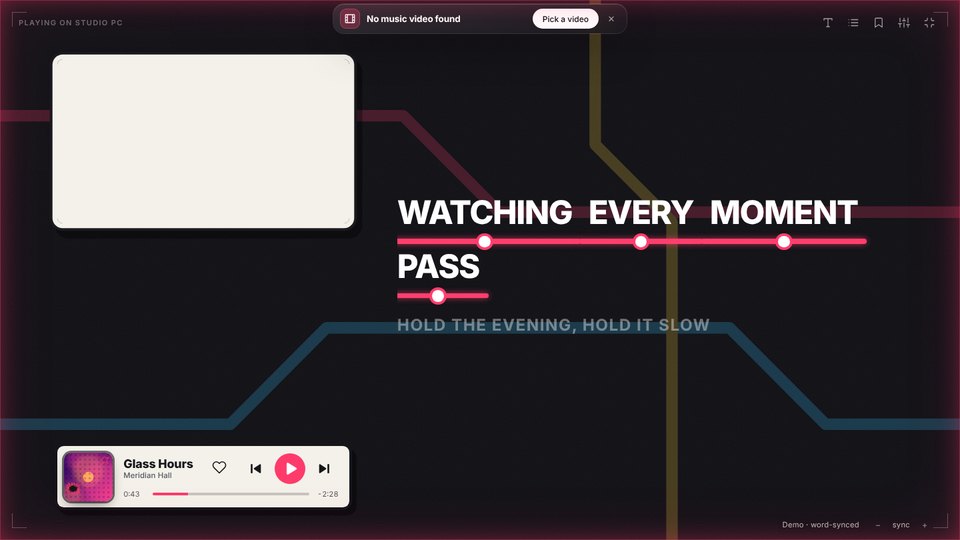 PLAYING ON STUDIO PC
No music video found
Pick a video
WATCHING EVERY MOMENT
PASS
HOLD THE EVENING, HOLD IT SLOW
Glass Hours
Meridian Hall
0:43
-2:28
Demo · word-synced
− sync +